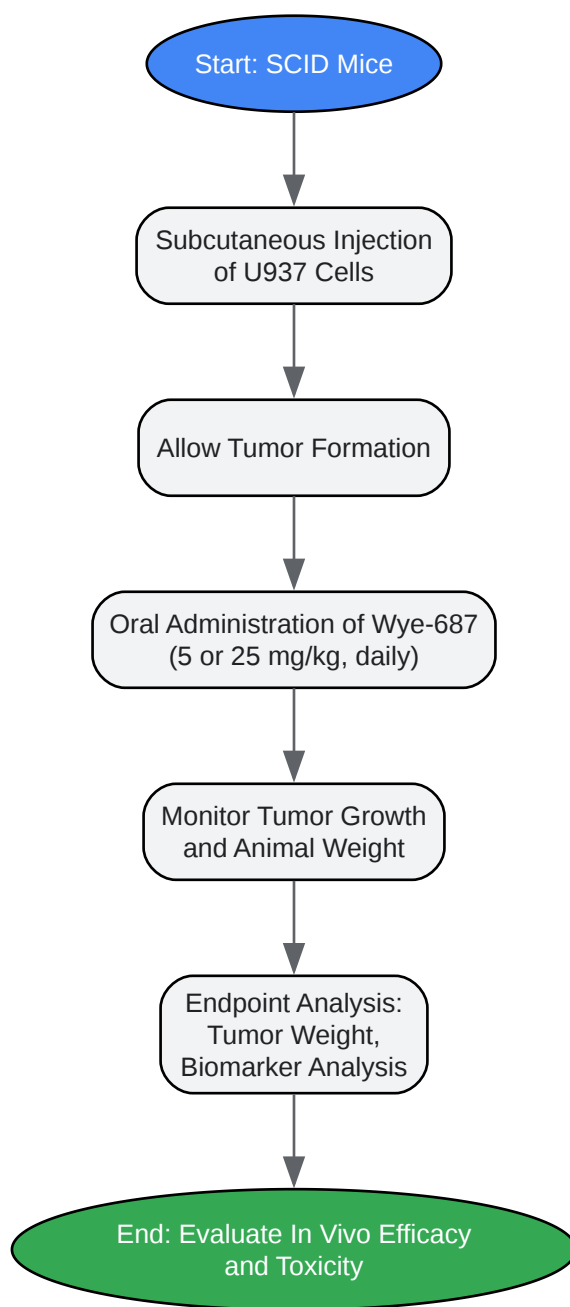 Start: SCID Mice
Subcutaneous Injection
of U937 Cells
Allow Tumor Formation
Oral Administration of Wye-687
(5 or 25 mg/kg, daily)
Monitor Tumor Growth
and Animal Weight
Endpoint Analysis:
Tumor Weight,
Biomarker Analysis
End: Evaluate In Vivo Efficacy
and Toxicity